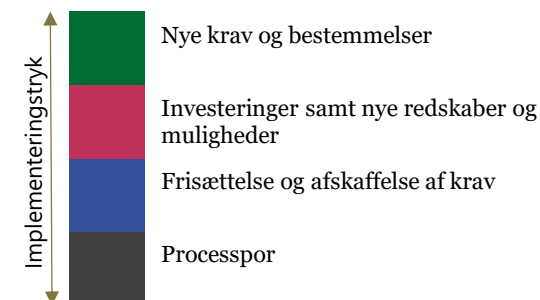 Implementeringstryk
Nye krav og bestemmelser
Investeringer samt nye redskaber og
muligheder
Frisættelse og afskaffelse af krav
Processpor